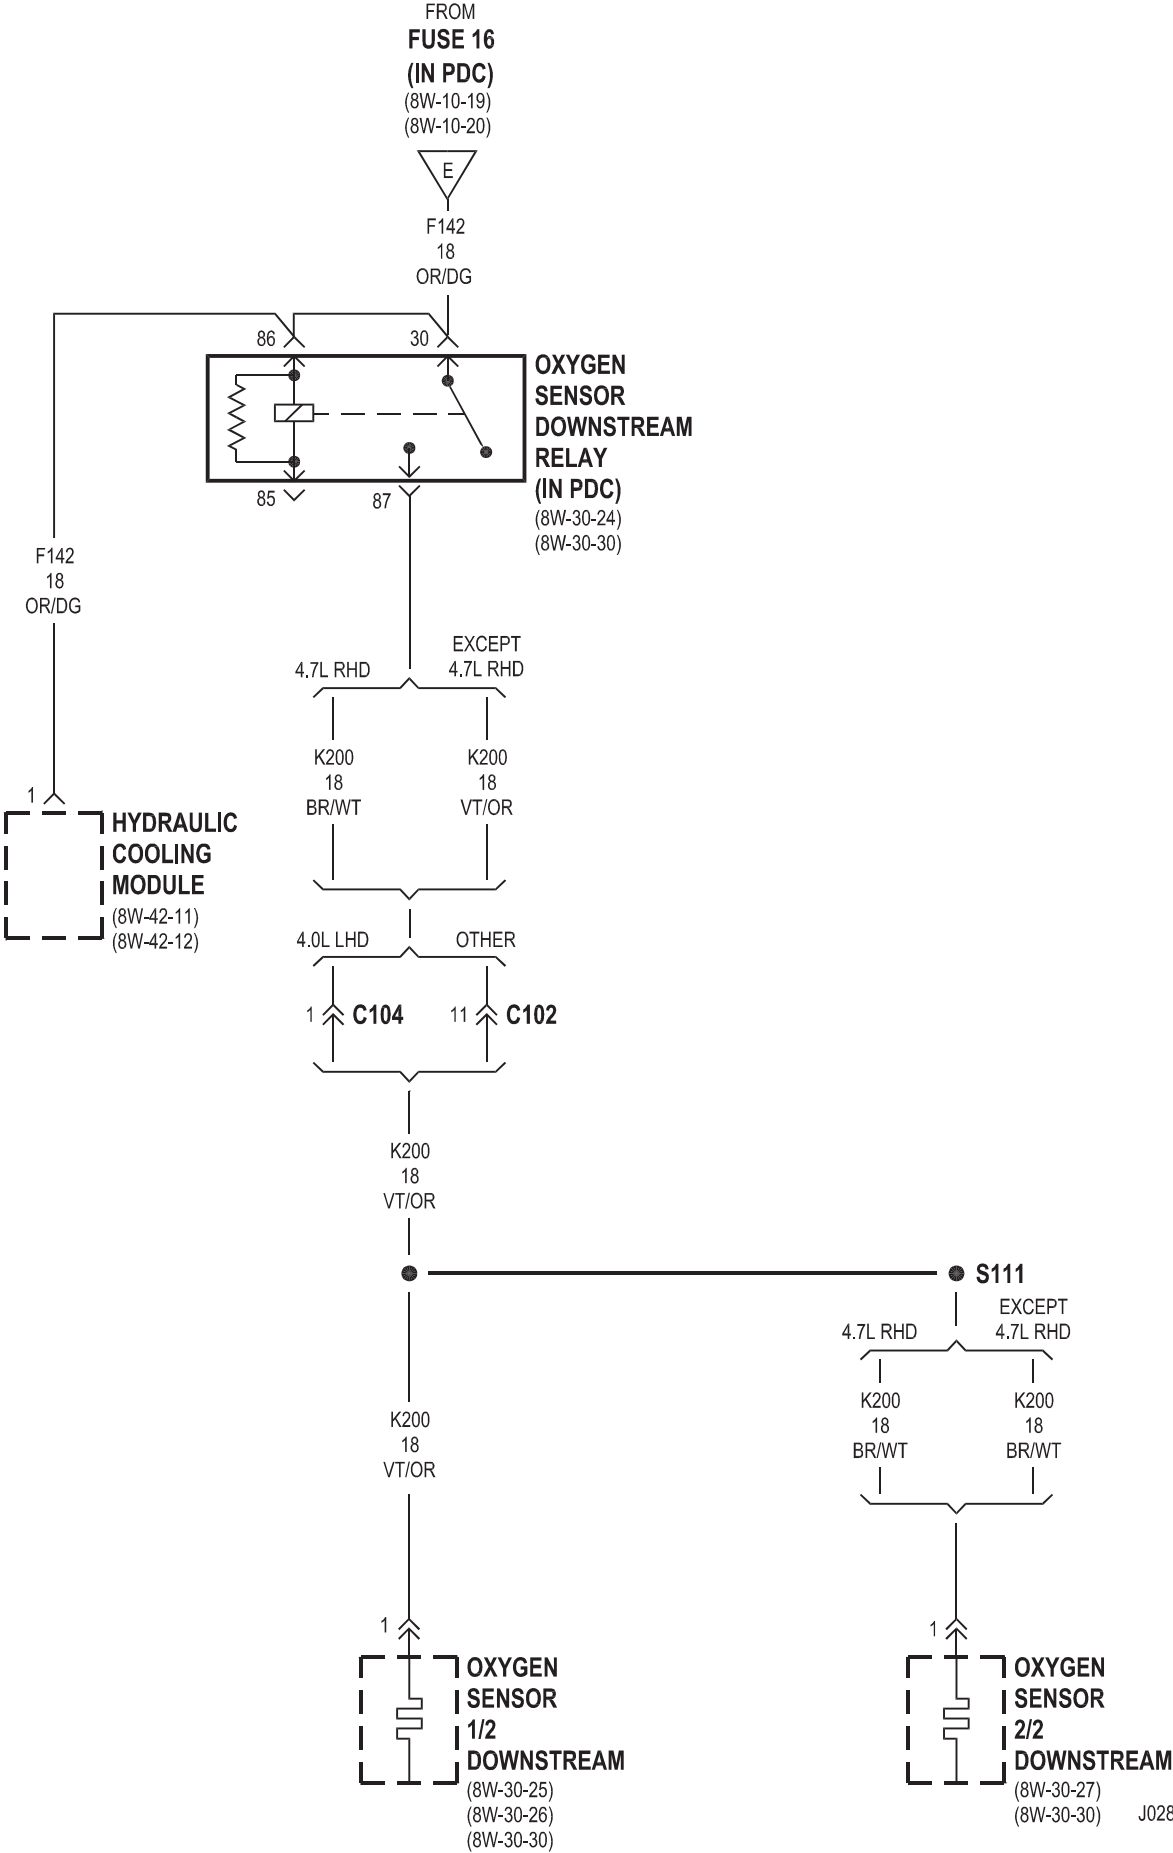 FROM
FUSE 16
(IN PDC)
(8W-10-19)
(8W-10-20)
E
F142
18
OR/DG
86
30
OXYGEN
SENSOR
DOWNSTREAM
RELAY
(IN PDC)
(8W-30-24)
(8W-30-30)
85
87
F142
18
OR/DG
4.7L RHD
EXCEPT
4.7L RHD
K200
18
BR/WT
K200
18
VT/OR
1
HYDRAULIC
COOLING
MODULE
(8W-42-11)
(8W-42-12)
4.0L LHD
OTHER
1
C104
11
C102
K200
18
VT/OR
S111
4.7L RHD
EXCEPT
4.7L RHD
K200
18
VT/OR
K200
18
BR/WT
K200
18
BR/WT
1
OXYGEN
SENSOR
1/2
DOWNSTREAM
(8W-30-25)
(8W-30-26)
(8W-30-30)
1
OXYGEN
SENSOR
2/2
DOWNSTREAM
(8W-30-27)
(8W-30-30)
J028